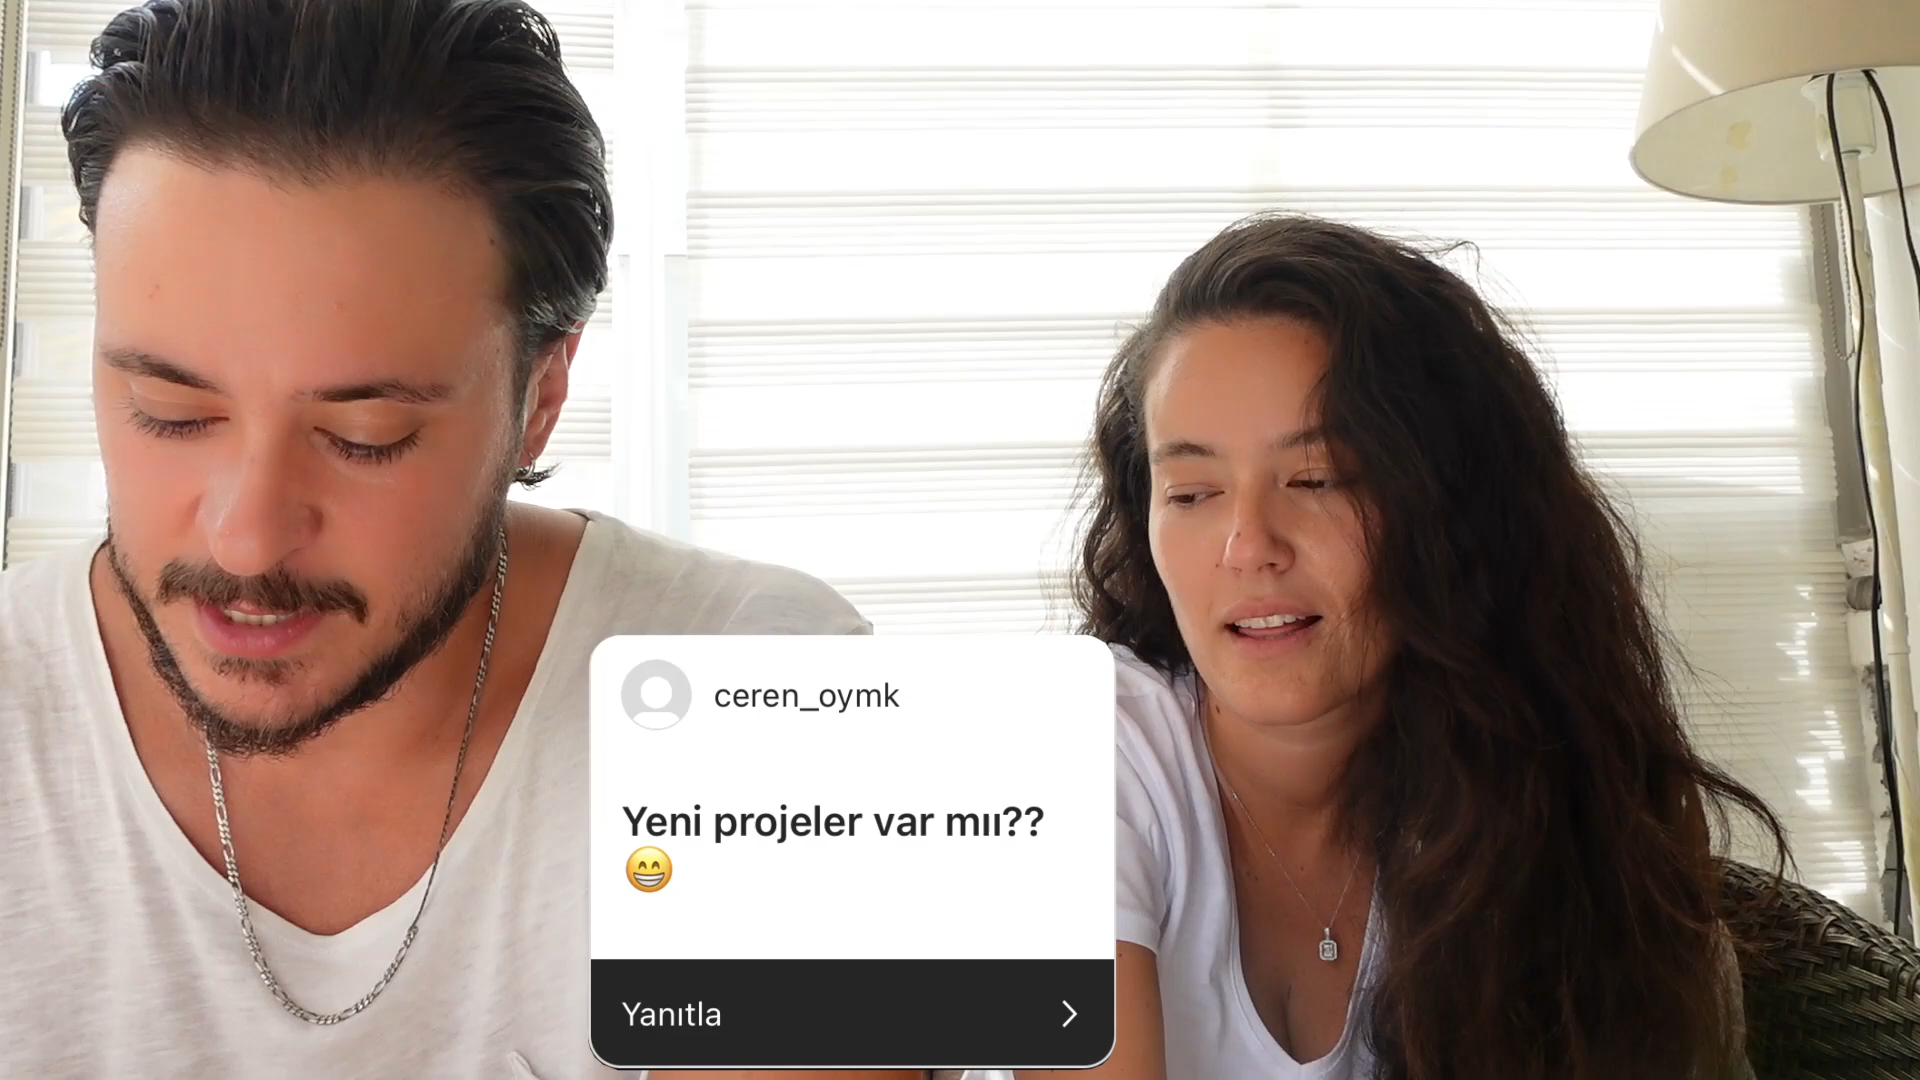 ceren_oymk
Yeni projeler var mıı??
😁
Yanıtla